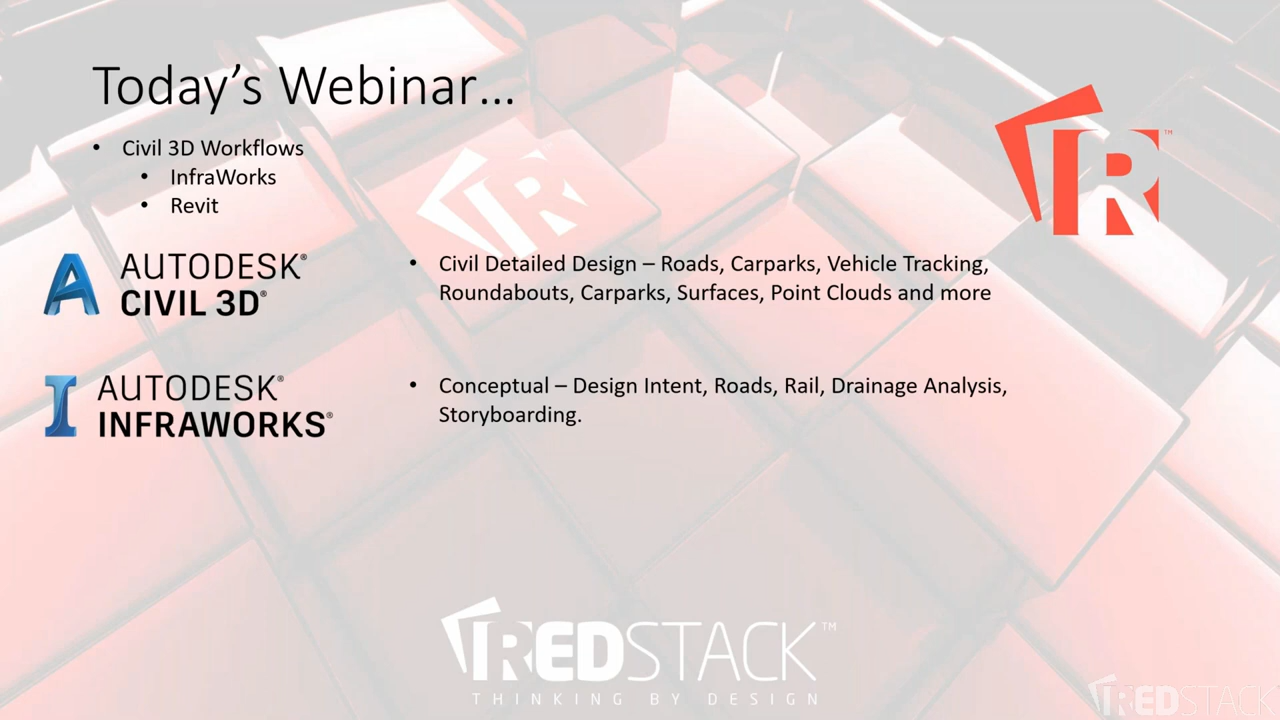 Today's Webinar...
• Civil 3D Workflows
• InfraWorks
• Revit
AUTODESK®
CIVIL 3D®
• Civil Detailed Design – Roads, Carparks, Vehicle Tracking,
Roundabouts, Carparks, Surfaces, Point Clouds and more
AUTODESK®
INFRAWORKS®
• Conceptual – Design Intent, Roads, Rail, Drainage Analysis,
Storyboarding.
R™
R
REDSTACK™
THINKING BY DESIGN
REDSTACK